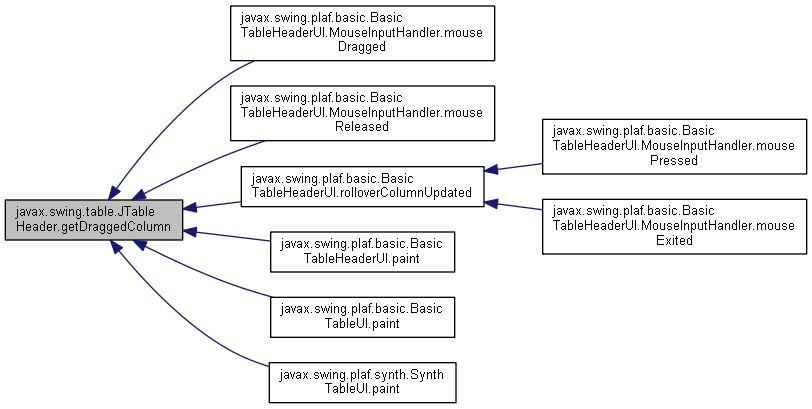 javax.swing.plaf.basic.Basic
TableHeaderUI.MouseInputHandler.mouse
Dragged
javax.swing.plaf.basic.Basic
TableHeaderUI.MouseInputHandler.mouse
Released
javax.swing.plaf.basic.Basic
TableHeaderUI.MouseInputHandler.mouse
Pressed
javax.swing.plaf.basic.Basic
TableHeaderUI.rolloverColumnUpdated
javax.swing.table.JTable
Header.getDraggedColumn
javax.swing.plaf.basic.Basic
TableHeaderUI.MouseInputHandler.mouse
Exited
javax.swing.plaf.basic.Basic
TableHeaderUI.paint
javax.swing.plaf.basic.Basic
TableUI.paint
javax.swing.plaf.synth.Synth
TableUI.paint